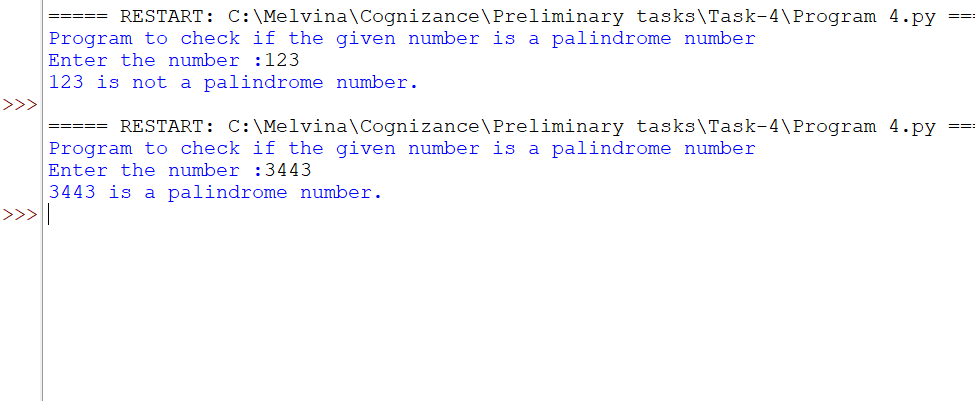 ===== RESTART: C:\Melvina\Cognizance\Preliminary tasks\Task-4\Program 4.py ===
Program to check if the given number is a palindrome number
Enter the number :123
123 is not a palindrome number.
>>>
===== RESTART: C:\Melvina\Cognizance\Preliminary tasks\Task-4\Program 4.py ===
Program to check if the given number is a palindrome number
Enter the number :3443
3443 is a palindrome number.
>>>